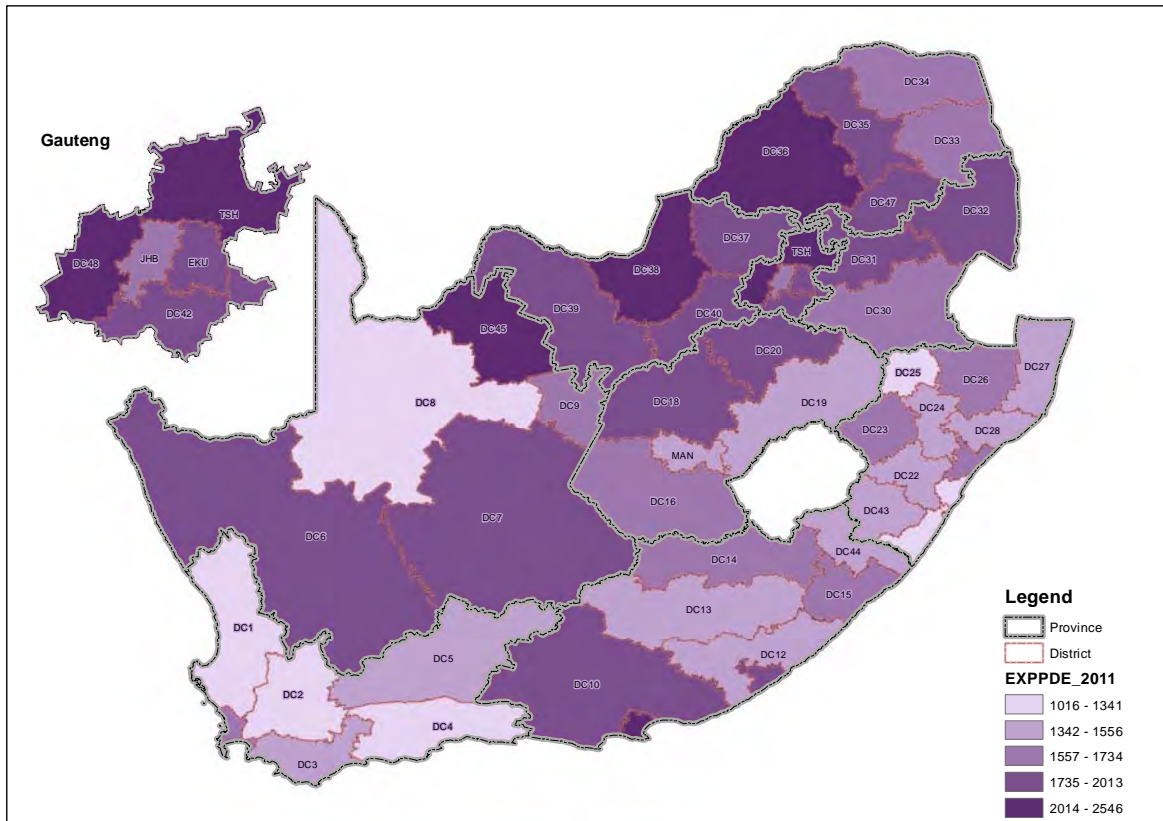 Gauteng
TSH
DC48
JHB
EKU
DC42
DC34
DC35
DC33
DC36
DC47
DC32
DC37
TSH
DC38
DC31
DC39
DC40
DC30
DC45
DC20
DC27
DC25
DC26
DC8
DC9
DC18
DC19
DC24
DC23
DC28
MAN
DC22
DC16
DC43
DC7
DC6
DC44
DC14
DC15
DC13
DC1
DC5
DC12
DC2
DC10
DC4
DC3
Legend
Province
District
EXPPDE_2011
1016 - 1341
1342 - 1556
1557 - 1734
1735 - 2013
2014 - 2546